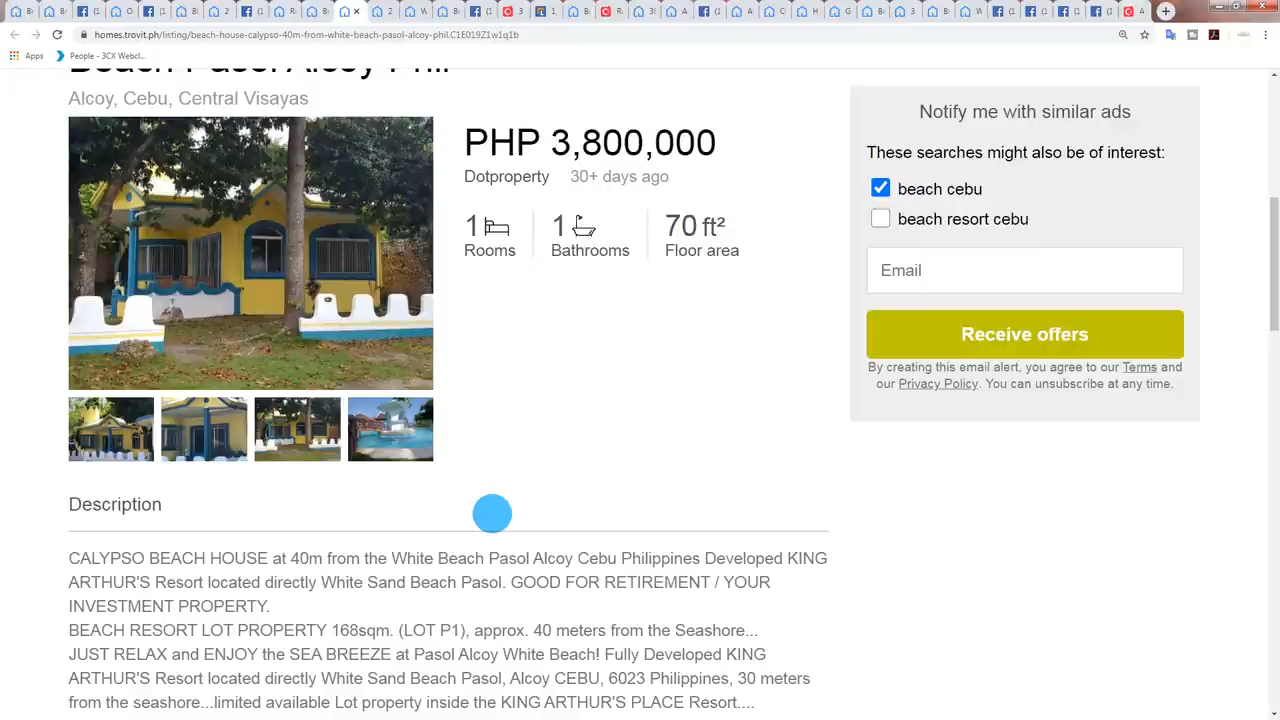 homes.trovit.ph/listing/beach-house-calypso-40m-from-white-beach-pasol-alcoy-phil.C1E019Z1w1q1b
Apps
People - 3CX Webcl...
Beach Pasol Alcoy Phil
Alcoy, Cebu, Central Visayas
PHP 3,800,000
Dotproperty 30+ days ago
1 1 70 ft²
Rooms Bathrooms Floor area
Notify me with similar ads
These searches might also be of interest:
beach cebu
beach resort cebu
Email
Receive offers
By creating this email alert, you agree to our Terms and
our Privacy Policy. You can unsubscribe at any time.
Description
CALYPSO BEACH HOUSE at 40m from the White Beach Pasol Alcoy Cebu Philippines Developed KING
ARTHUR'S Resort located directly White Sand Beach Pasol. GOOD FOR RETIREMENT / YOUR
INVESTMENT PROPERTY.
BEACH RESORT LOT PROPERTY 168sqm. (LOT P1), approx. 40 meters from the Seashore...
JUST RELAX and ENJOY the SEA BREEZE at Pasol Alcoy White Beach! Fully Developed KING
ARTHUR'S Resort located directly White Sand Beach Pasol, Alcoy CEBU, 6023 Philippines, 30 meters
from the seashore...limited available Lot property inside the KING ARTHUR'S PLACE Resort....